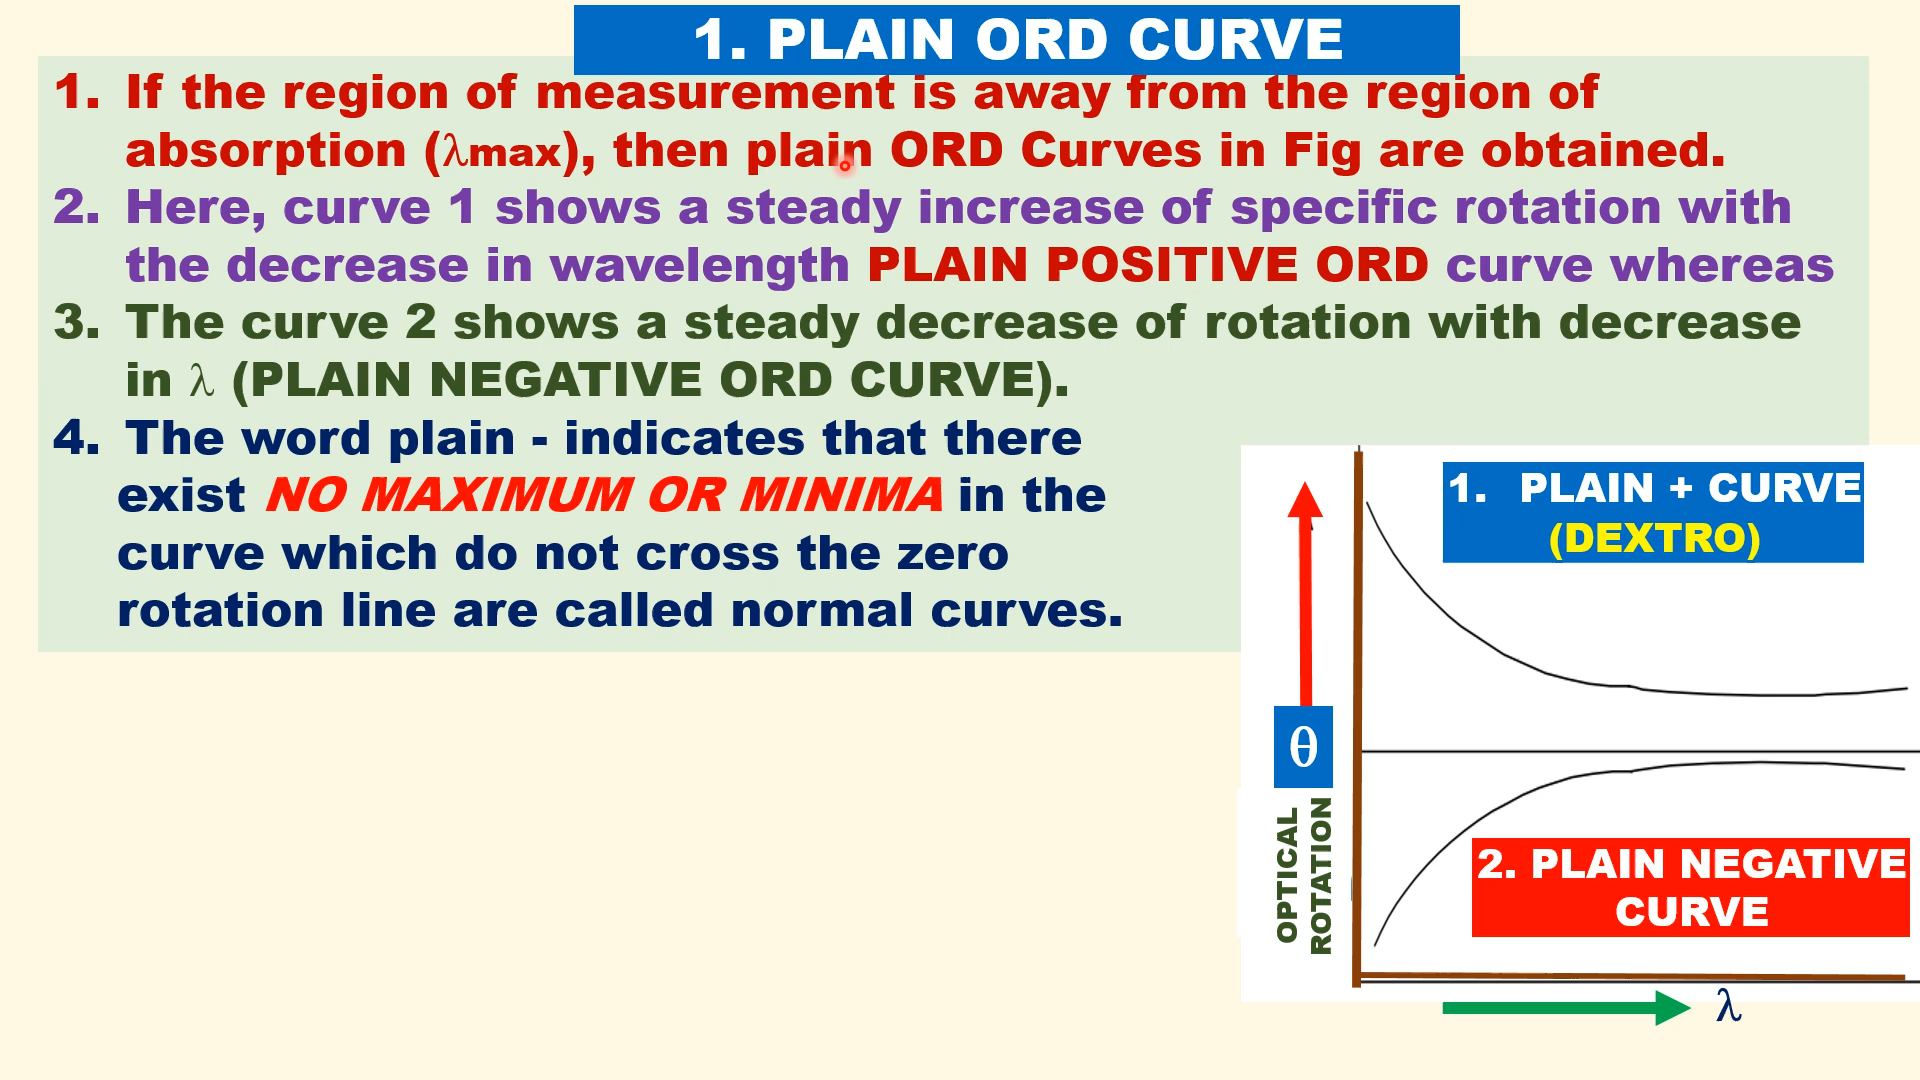 1. PLAIN ORD CURVE
1. If the region of measurement is away from the region of
absorption (λmax), then plain ORD Curves in Fig are obtained.
2. Here, curve 1 shows a steady increase of specific rotation with
the decrease in wavelength PLAIN POSITIVE ORD curve whereas
3. The curve 2 shows a steady decrease of rotation with decrease
in λ (PLAIN NEGATIVE ORD CURVE).
4. The word plain - indicates that there
exist NO MAXIMUM OR MINIMA in the
curve which do not cross the zero
rotation line are called normal curves.
1. PLAIN + CURVE
(DEXTRO)
θ
OPTICAL
ROTATION
2. PLAIN NEGATIVE
CURVE
λ